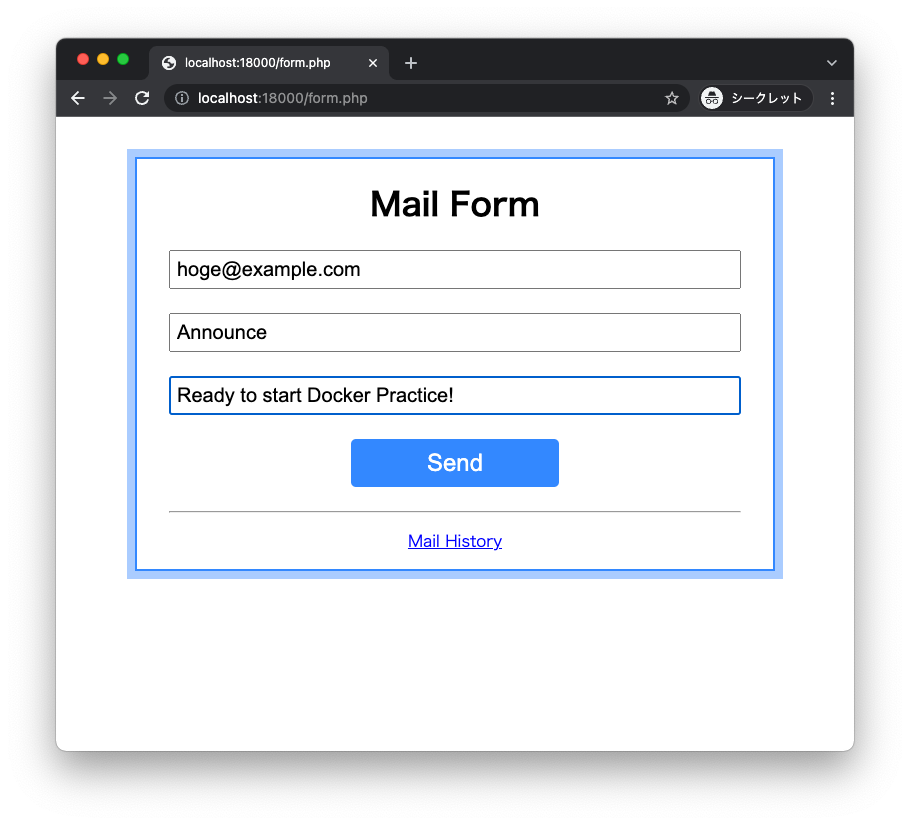 localhost:18000/form.php
localhost:18000/form.php
シークレット
Mail Form
hoge@example.com
Announce
Ready to start Docker Practice!
Send
Mail History